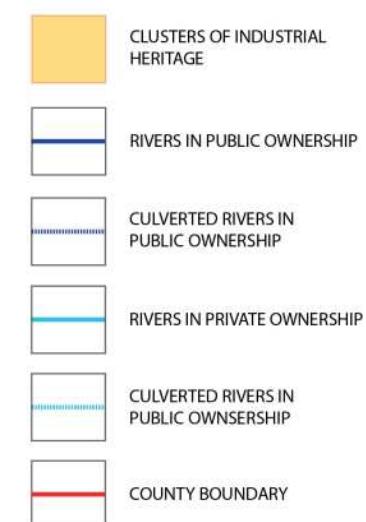 CLUSTERS OF INDUSTRIAL
HERITAGE
RIVERS IN PUBLIC OWNERSHIP
CULVERTED RIVERS IN
PUBLIC OWNERSHIP
RIVERS IN PRIVATE OWNERSHIP
CULVERTED RIVERS IN
PUBLIC OWNSERSHIP
COUNTY BOUNDARY